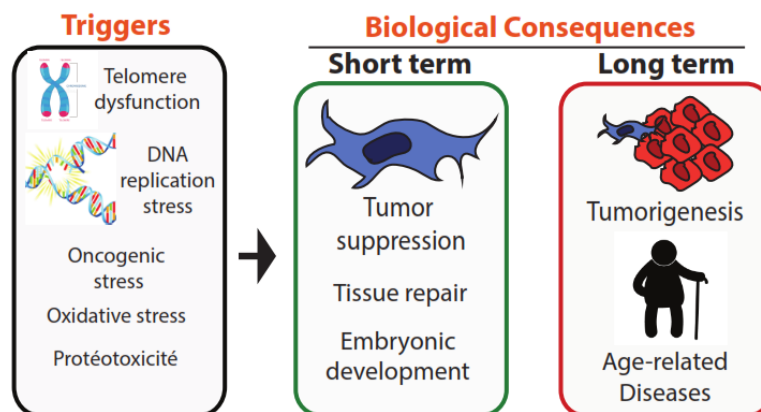 Triggers
Telomere
dysfunction
DNA
replication
stress
Oncogenic
stress
Oxidative stress
Protéotoxicité
Biological Consequences
Short term
Tumor
suppression
Tissue repair
Embryonic
development
Long term
Tumorigenesis
Age-related
Diseases